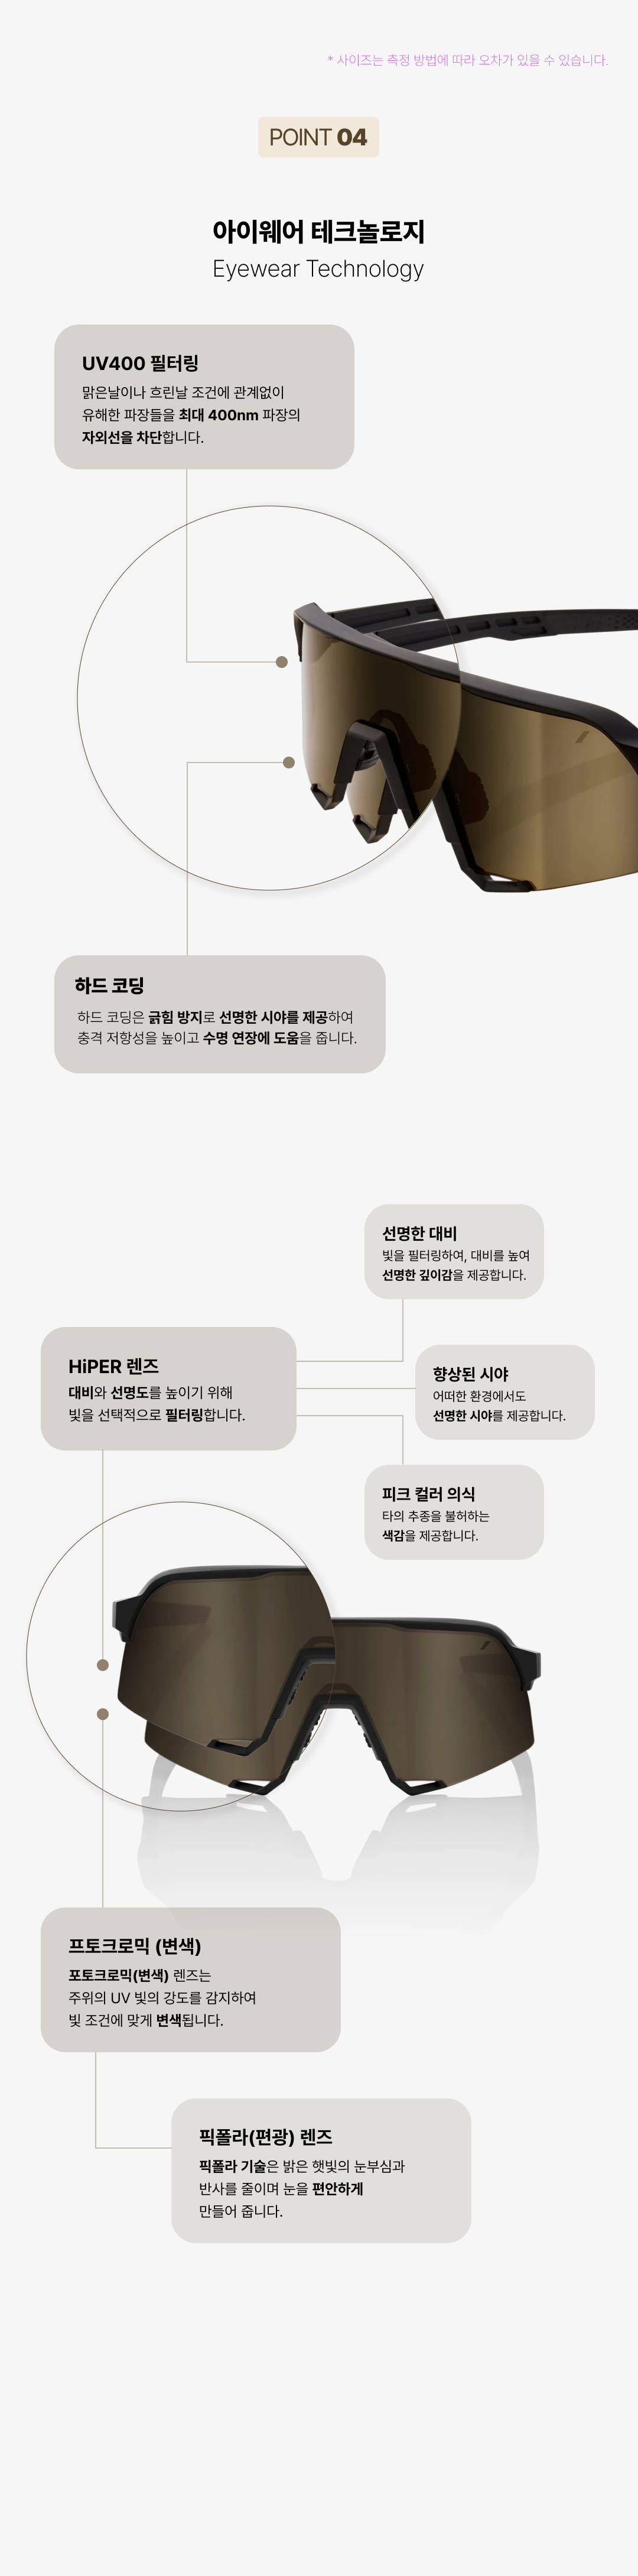 * 사이즈는 측정 방법에 따라 오차가 있을 수 있습니다.
POINT 04
아이웨어 테크놀로지
Eyewear Technology
UV400 필터링
맑은날이나 흐린날 조건에 관계없이
유해한 파장들을 최대 400nm 파장의
자외선을 차단합니다.
하드 코딩
하드 코딩은 긁힘 방지로 선명한 시야를 제공하여
충격 저항성을 높이고 수명 연장에 도움을 줍니다.
선명한 대비
빛을 필터링하여, 대비를 높여
선명한 깊이감을 제공합니다.
HiPER 렌즈
대비와 선명도를 높이기 위해
빛을 선택적으로 필터링합니다.
향상된 시야
어떠한 환경에서도
선명한 시야를 제공합니다.
피크 컬러 의식
타의 추종을 불허하는
색감을 제공합니다.
프토크로믹 (변색)
포토크로믹(변색) 렌즈는
주위의 UV 빛의 강도를 감지하여
빛 조건에 맞게 변색됩니다.
픽폴라(편광) 렌즈
픽폴라 기술은 밝은 햇빛의 눈부심과
반사를 줄이며 눈을 편안하게
만들어 줍니다.